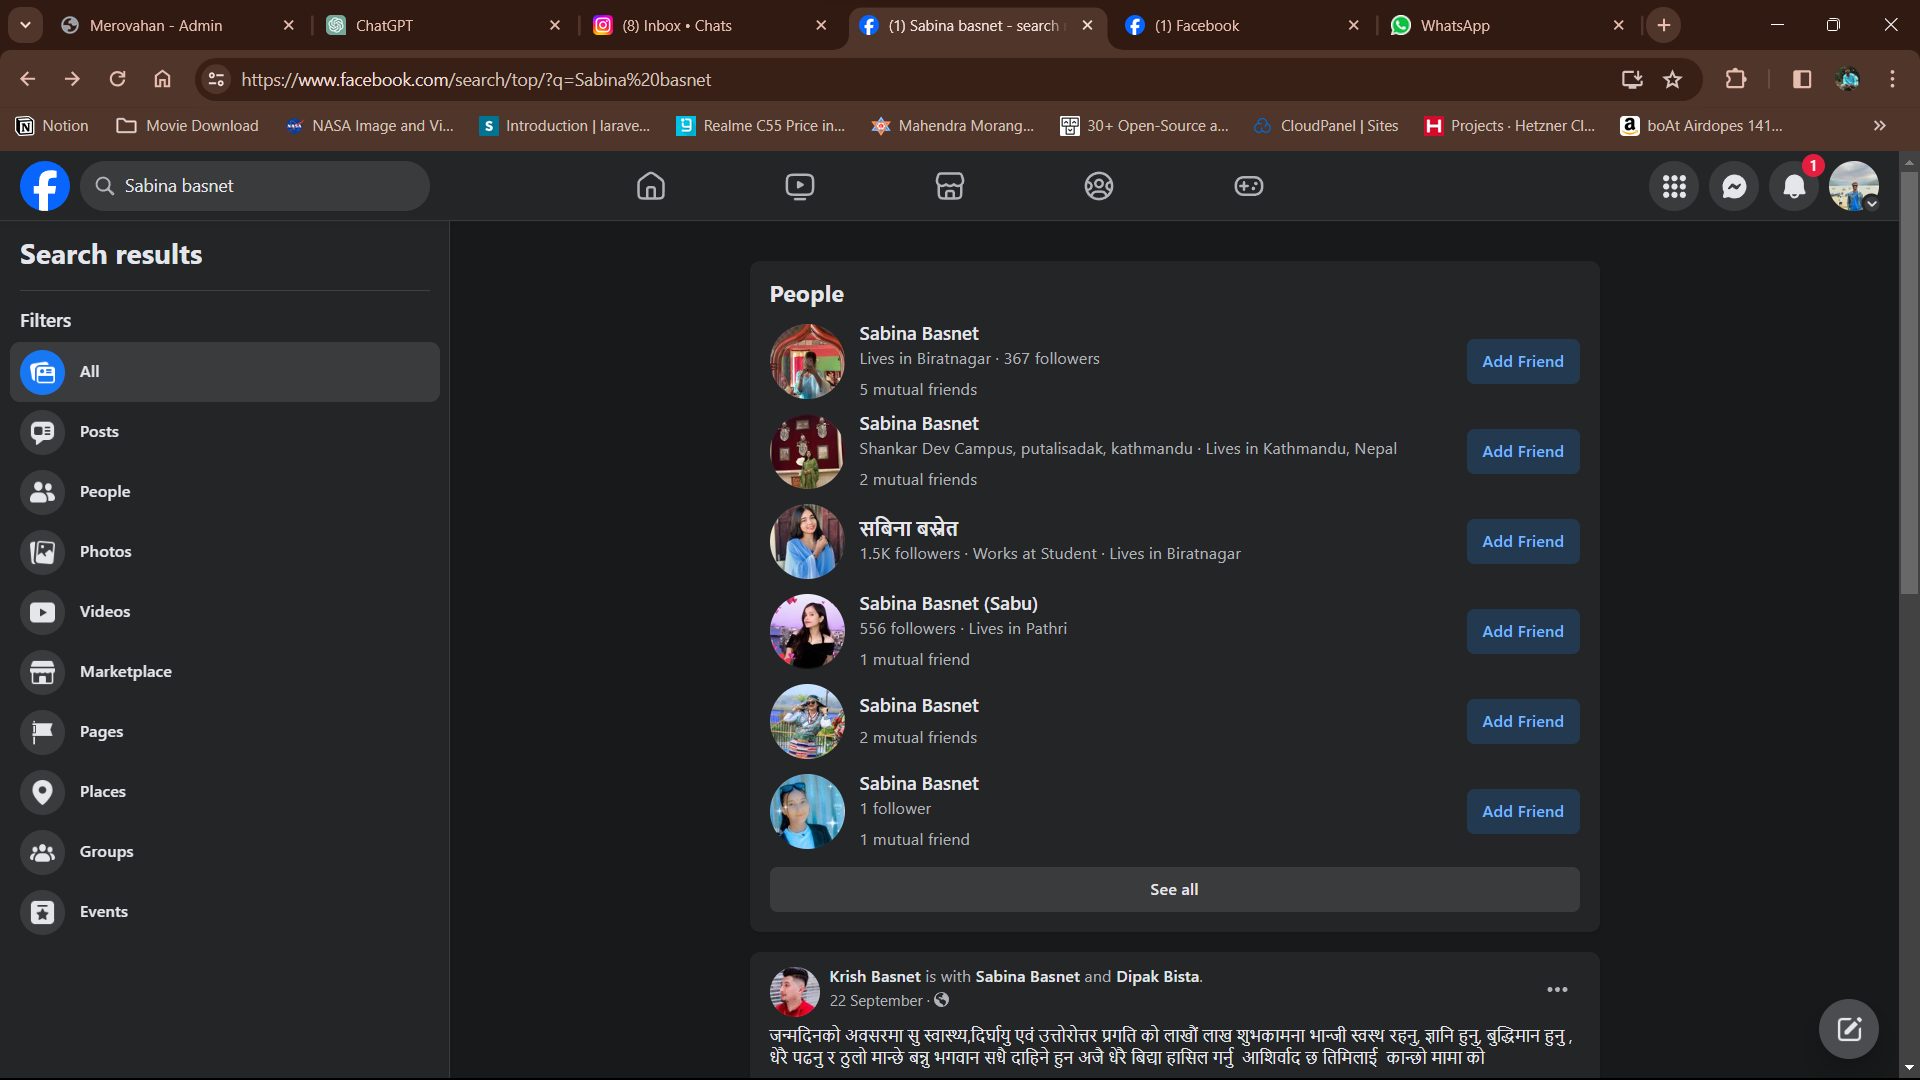 Merovahan - Admin
ChatGPT
(8) Inbox • Chats
(1) Sabina basnet - search
(1) Facebook
WhatsApp
https://www.facebook.com/search/top/?q=Sabina%20basnet
Notion
Movie Download
NASA Image and Vi...
Introduction | larave...
Realme C55 Price in...
Mahendra Morang...
30+ Open-Source a...
CloudPanel | Sites
Projects · Hetzner Cl...
boAt Airdopes 141...
Sabina basnet
1
Search results
Filters
All
Posts
People
Photos
Videos
Marketplace
Pages
Places
Groups
Events
People
Sabina Basnet
Lives in Biratnagar · 367 followers
5 mutual friends
Add Friend
Sabina Basnet
Shankar Dev Campus, putalisadak, kathmandu · Lives in Kathmandu, Nepal
2 mutual friends
Add Friend
सबिना बस्नेत
1.5K followers · Works at Student · Lives in Biratnagar
Add Friend
Sabina Basnet (Sabu)
556 followers · Lives in Pathri
1 mutual friend
Add Friend
Sabina Basnet
2 mutual friends
Add Friend
Sabina Basnet
1 follower
1 mutual friend
Add Friend
See all
Krish Basnet is with Sabina Basnet and Dipak Bista.
22 September ·
जन्मदिनको अवसरमा सु स्वास्थ्य,दिर्घायु एवं उत्तोरोत्तर प्रगति को लाखौं लाख शुभकामना भान्जी स्वस्थ रहनु, ज्ञानि हुनु, बुद्धिमान हुनु ,
धेरै पढनु र ठुलो मान्छे बन्नु भगवान सधै दाहिने हुन अजै धेरै बिद्या हासिल गर्नु आशिर्वाद छ तिमिलाई कान्छो मामा को